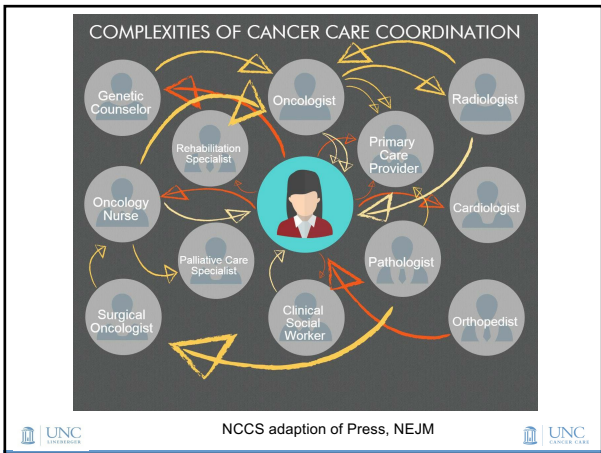 COMPLEXITIES OF CANCER CARE COORDINATION
Genetic
Counselor
Oncologist
Radiologist
Rehabilitation
Specialist
Primary
Care
Provider
Oncology
Nurse
Cardiologist
Palliative Care
Specialist
Pathologist
Surgical
Oncologist
Clinical
Social
Worker
Orthopedist
UNC
LINEBERGER
NCCS adaption of Press, NEJM
UNC
CANCER CARE